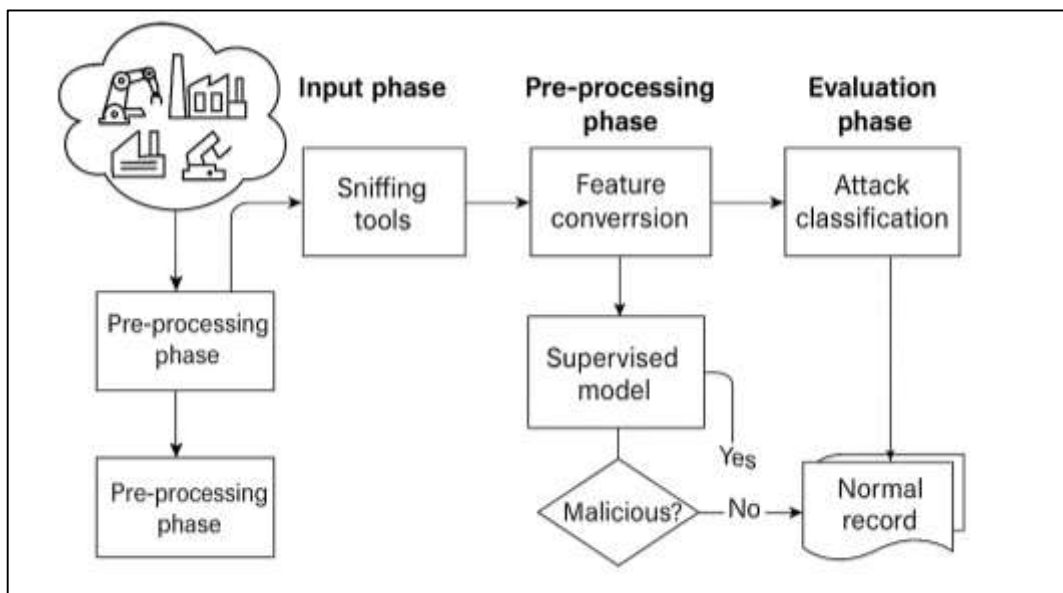 Input phase
Pre-processing
phase
Evaluation
phase
Sniffing
tools
Feature
converrsion
Attack
classification
Pre-processing
phase
Supervised
model
Yes
Pre-processing
phase
Malicious?
No
Normal
record